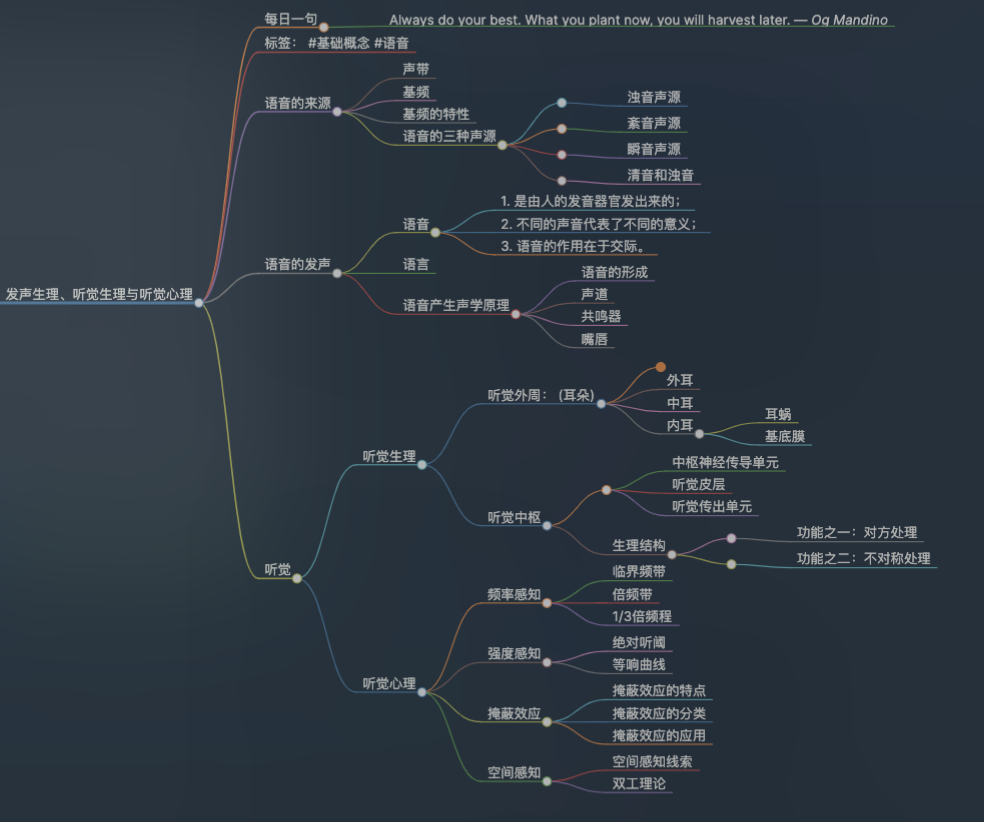 每日一句
Always do your best. What you plant now, you will harvest later. — Og Mandino
标签： #基础概念 #语音
声带
语音的来源
基频
基频的特性
语音的三种声源
浊音声源
紊音声源
瞬音声源
清音和浊音
1. 是由人的发音器官发出来的；
语音
2. 不同的声音代表了不同的意义；
3. 语音的作用在于交际。
语音的发声
语言
语音的形成
发声生理、听觉生理与听觉心理
语音产生声学原理
声道
共鸣器
嘴唇
听觉外周： (耳朵)
外耳
中耳
内耳
耳蜗
基底膜
听觉生理
中枢神经传导单元
听觉皮层
听觉传出单元
听觉中枢
生理结构
功能之一：对方处理
功能之二：不对称处理
听觉
临界频带
频率感知
倍频带
1/3倍频程
绝对听阈
强度感知
等响曲线
听觉心理
掩蔽效应的特点
掩蔽效应
掩蔽效应的分类
掩蔽效应的应用
空间感知线索
空间感知
双工理论